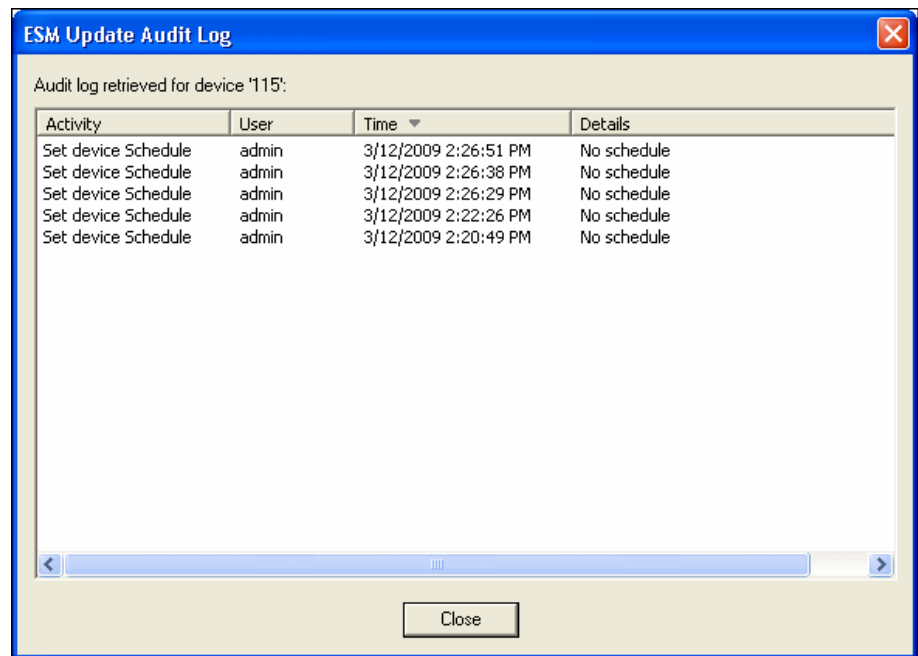 ESM Update Audit Log
Audit log retrieved for device '115':
Activity User Time Details
Set device Schedule admin 3/12/2009 2:26:51 PM No schedule
Set device Schedule admin 3/12/2009 2:26:38 PM No schedule
Set device Schedule admin 3/12/2009 2:26:29 PM No schedule
Set device Schedule admin 3/12/2009 2:22:26 PM No schedule
Set device Schedule admin 3/12/2009 2:20:49 PM No schedule
Close